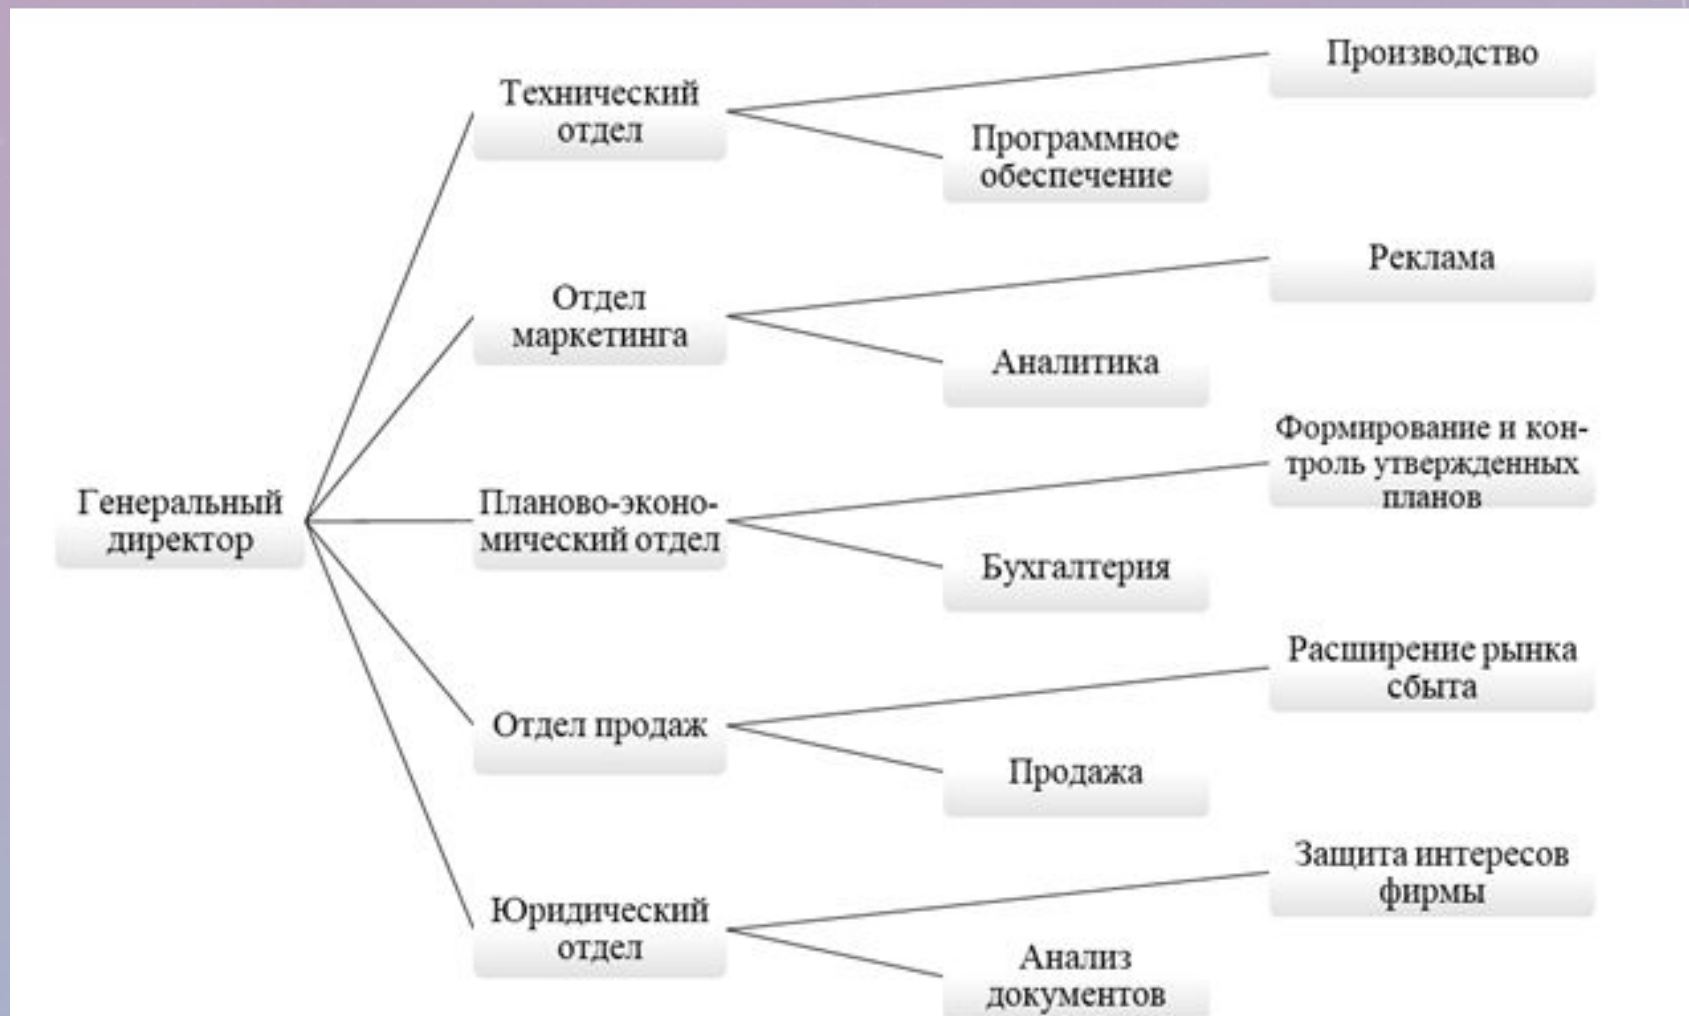 Производство
Технический
отдел
Программное
обеспечение
Реклама
Отдел
маркетинга
Аналитика
Формирование и кон-
троль утвержденных
планов
Генеральный
директор
Планово-эконо-
мический отдел
Бухгалтерия
Расширение рынка
сбыта
Отдел продаж
Продажа
Защита интересов
фирмы
Юридический
отдел
Анализ
документов